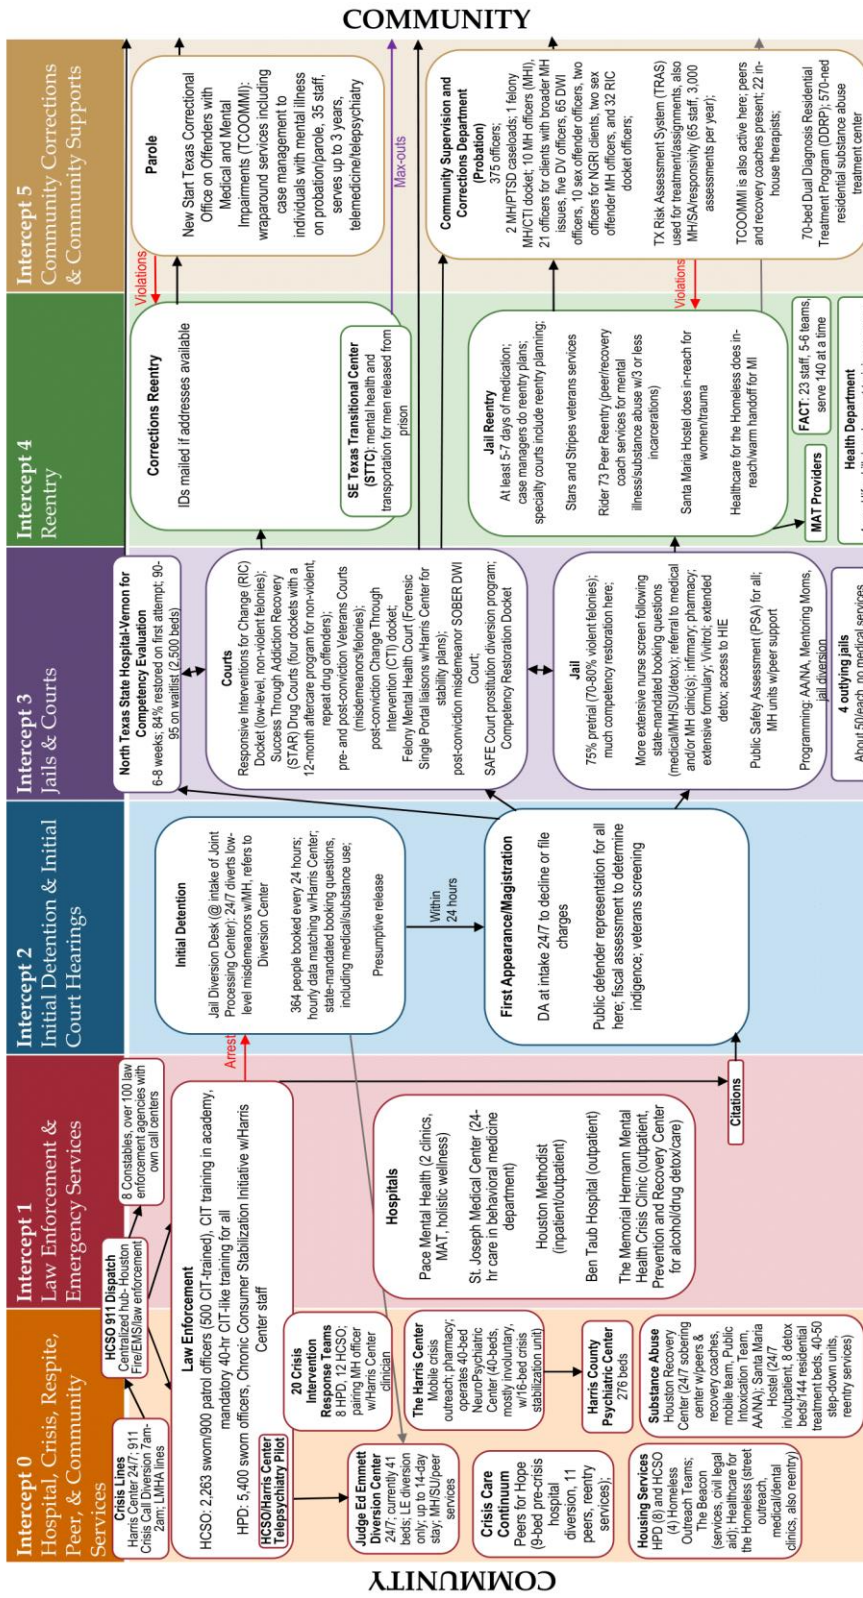 COMMUNITY
Intercept 0
Hospital, Crisis, Respite,
Peer, & Community
Services
Crisis Lines
Harris Center 24/7; 911
Crisis Call Diversion 7am-
2am; LMHA lines
HCSO/Harris Center
Telepsychiatry Pilot
Judge Ed Emmett
Diversion Center
24/7; currently 41
beds; LE diversion
only; up to 14-day
stay; MH/SU/peer
services
Crisis Care
Continuum
Peers for Hope
(9-bed pre-crisis
hospital
diversion, 11
peers, reentry
services);
Housing Services
HPD (8) and HCSO
(4) Homeless
Outreach Teams;
The Beacon
(services, civil legal
aid); Healthcare for
the Homeless (street
outreach,
medical/dental
clinics, also reentry)
20 Crisis
Intervention
Response Teams
8 HPD, 12 HCSO;
pairing MH officer
w/Harris Center
clinician
The Harris Center
Mobile crisis
outreach; pharmacy;
operates 40-bed
NeuroPsychiatric
Center (40-beds,
mostly involuntary,
w/16-bed crisis
stabilization unit)
Harris County
Psychiatric Center
276 beds
Substance Abuse
Houston Recovery
Center (24/7 sobering
center w/peers &
recovery coaches,
mobile team, Public
Intoxication Team,
AA/NA); Santa Maria
Hostel (24/7
in/outpatient; 8 detox
beds/144 residential
treatment beds, 40-50
step-down units,
reentry services)
Intercept 1
Law Enforcement &
Emergency Services
HCSO 911 Dispatch
Centralized hub- Houston
Fire/EMS/law enforcement
8 Constables, over 100 law
enforcement agencies with
own call centers
Law Enforcement
HCSO: 2,263 sworn/900 patrol officers (500 CIT-trained), CIT training in academy,
mandatory 40-hr CIT-like training for all
HPD: 5,400 sworn officers, Chronic Consumer Stabilization Initiative w/Harris
Center staff
Arrest
Hospitals
Pace Mental Health (2 clinics,
MAT, holistic wellness)
St. Joseph Medical Center (24-
hr care in behavioral medicine
department)
Houston Methodist
(inpatient/outpatient)
Ben Taub Hospital (outpatient)
The Memorial Hermann Mental
Health Crisis Clinic (outpatient,
Prevention and Recovery Center
for alcohol/drug detox/care)
Citations
Intercept 2
Initial Detention & Initial
Court Hearings
Initial Detention
Jail Diversion Desk (@ intake of Joint
Processing Center): 24/7 diverts low-
level misdemeanors w/MH, refers to
Diversion Center
364 people booked every 24 hours;
hourly data matching w/Harris Center;
state-mandated booking questions,
including medical/substance use;
Presumptive release
Within
24 hours
First Appearance/Magistration
DA at intake 24/7 to decline or file
charges
Public defender representation for all
here; fiscal assessment to determine
indigence; veterans screening
Intercept 3
Jails & Courts
North Texas State Hospital-Vernon for
Competency Evaluation
6-8 weeks; 84% restored on first attempt; 90-
95 on waitlist (2,500 beds)
Courts
Responsive Interventions for Change (RIC)
Docket (low-level, non-violent felonies);
Success Through Addiction Recovery
(STAR) Drug Courts (four dockets with a
12-month aftercare program for non-violent,
repeat drug offenders);
pre- and post-conviction Veterans Courts
(misdemeanors/felonies);
post-conviction Change Through
Intervention (CTI) docket;
Felony Mental Health Court (Forensic
Single Portal liaisons w/Harris Center for
stability plans);
post-conviction misdemeanor SOBER DWI
Court;
SAFE Court prostitution diversion program;
Competency Restoration Docket
Jail
75% pretrial (70-80% violent felonies);
much competency restoration here;
More extensive nurse screen following
state-mandated booking questions
(medical/MH/SU/detox); referral to medical
and/or MH clinic(s); infirmary; pharmacy;
extensive formulary; Vivitrol; extended
detox; access to HIE
Public Safety Assessment (PSA) for all;
MH units w/peer support
Programming: AA/NA, Mentoring Moms,
jail diversion
4 outlying jails
About 50/each, no medical services
Intercept 4
Reentry
Violations
Corrections Reentry
IDs mailed if addresses available
SE Texas Transitional Center
(STTC): mental health and
transportation for men released from
prison
Jail Reentry
At least 5-7 days of medication;
case managers do reentry plans;
specialty courts include reentry planning;
Stars and Stripes veterans services
Rider 73 Peer Reentry (peer/recovery
coach services for mental
illness/substance abuse w/3 or less
incarcerations)
Santa Maria Hostel does in-reach for
women/trauma
Healthcare for the Homeless does in-
reach/warm handoff for MI
Violations
MAT Providers
FACT: 23 staff, 5-6 teams,
serve 140 at a time
Health Department
Intercept 5
Community Corrections
& Community Supports
Parole
New Start Texas Correctional
Office on Offenders with
Medical and Mental
Impairments (TCOOMMI):
wraparound services including
case management to
individuals with mental illness
on probation/parole, 35 staff,
serves up to 3 years,
telemedicine/telepsychiatry
Max-outs
Community Supervision and
Corrections Department
(Probation)
375 officers;
2 MH/PTSD caseloads; 1 felony
MH/CTI docket; 10 MH officers (MHI),
21 officers for clients with broader MH
issues, five DV officers, 65 DWI
officers, 10 sex offender officers, two
officers for NGRI clients, two sex
offender MH officers, and 32 RIC
docket officers;
TX Risk Assessment System (TRAS)
used for treatment/assignments, also
MH/SA/responsivity (65 staff, 3,000
assessments per year);
TCOOMMI is also active here; peers
and recovery coaches present; 22 in-
house therapists;
70-bed Dual Diagnosis Residential
Treatment Program (DDRP); 570-ned
residential substance abuse
treatment center
COMMUNITY